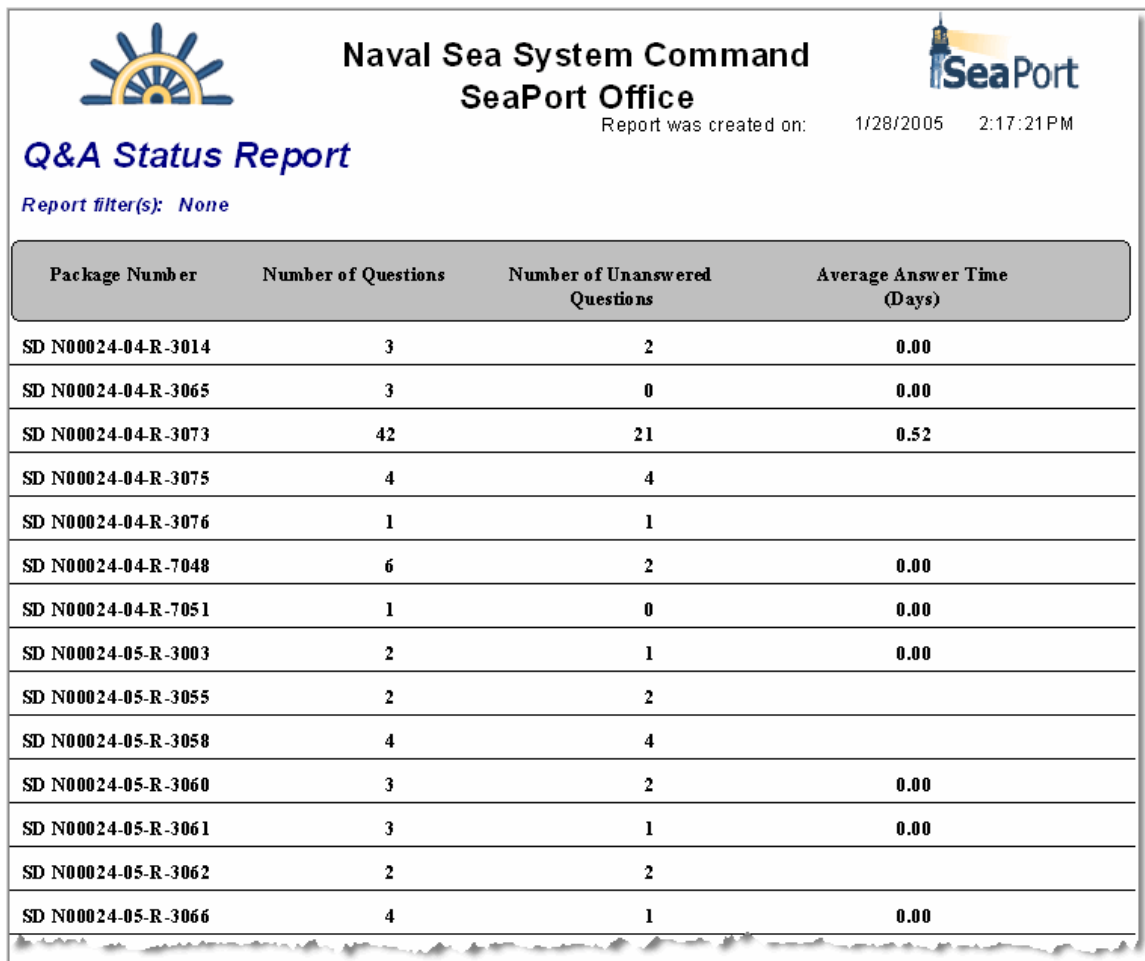 Naval Sea System Command
SeaPort Office
SeaPort
Report was created on: 1/28/2005 2:17:21PM
Q&A Status Report
Report filter(s): None
Package Number Number of Questions Number of Unanswered Average Answer Time
Questions (Days)
SD N00024-04-R-3014 3 2 0.00
SD N00024-04-R-3065 3 0 0.00
SD N00024-04-R-3073 42 21 0.52
SD N00024-04-R-3075 4 4
SD N00024-04-R-3076 1 1
SD N00024-04-R-7048 6 2 0.00
SD N00024-04-R-7051 1 0 0.00
SD N00024-05-R-3003 2 1 0.00
SD N00024-05-R-3055 2 2
SD N00024-05-R-3058 4 4
SD N00024-05-R-3060 3 2 0.00
SD N00024-05-R-3061 3 1 0.00
SD N00024-05-R-3062 2 2
SD N00024-05-R-3066 4 1 0.00